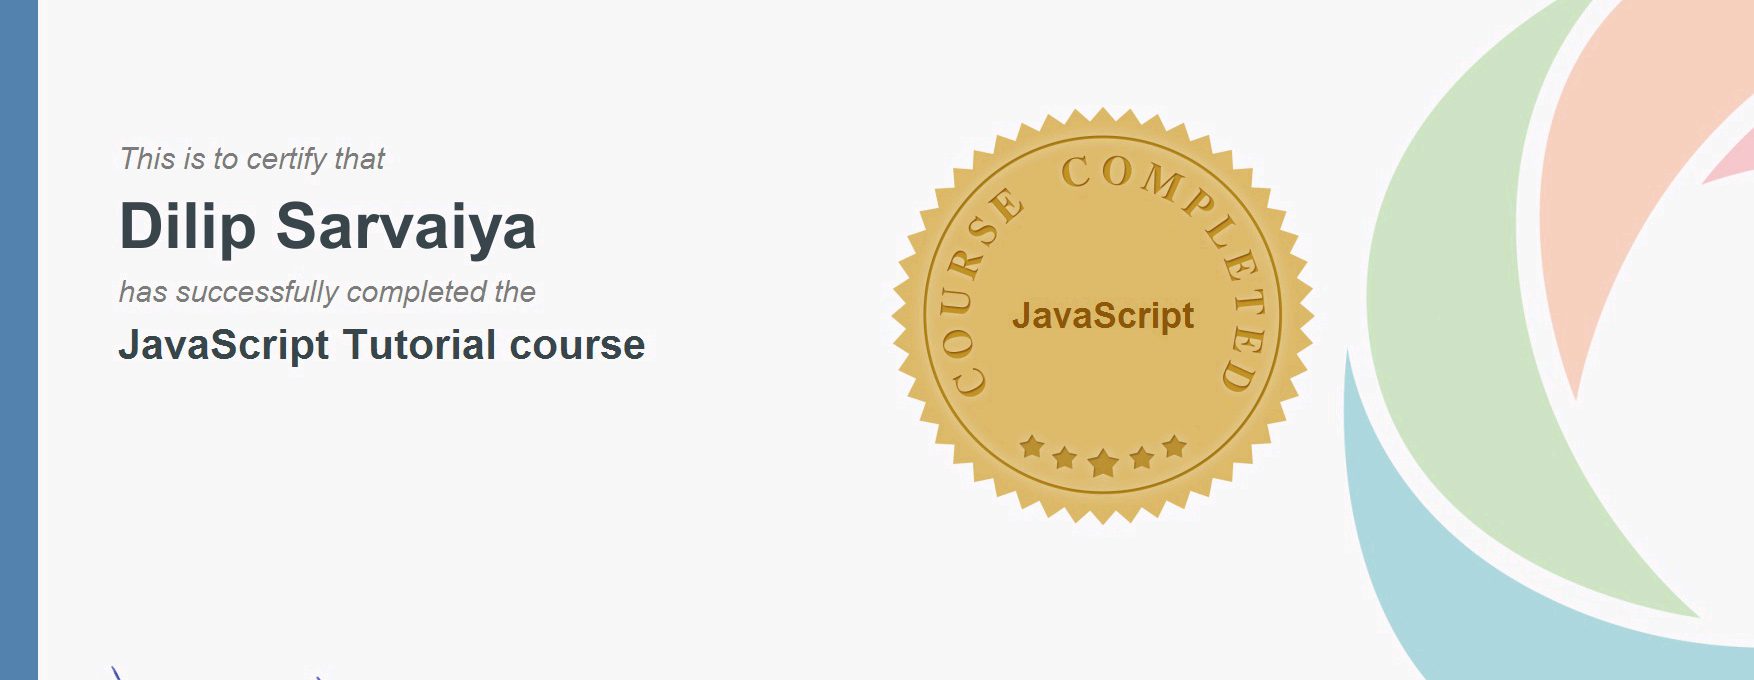 This is to certify that
Dilip Sarvaiya
has successfully completed the
JavaScript Tutorial course
COURSE COMPLETED
JavaScript